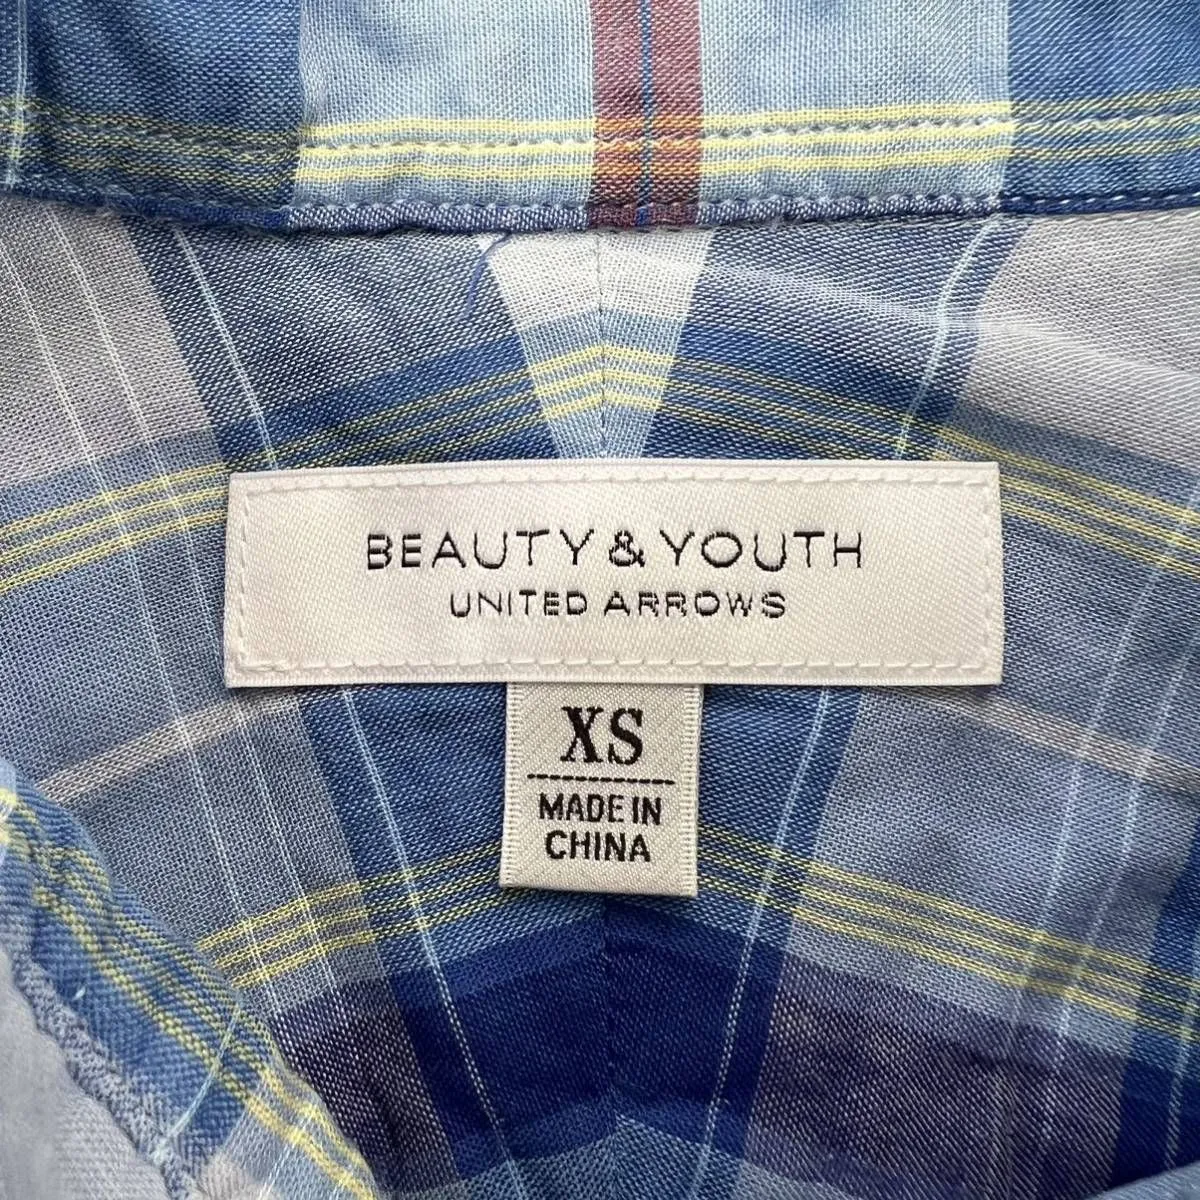 BEAUTY & YOUTH
UNITED ARROWS
XS
MADE IN
CHINA